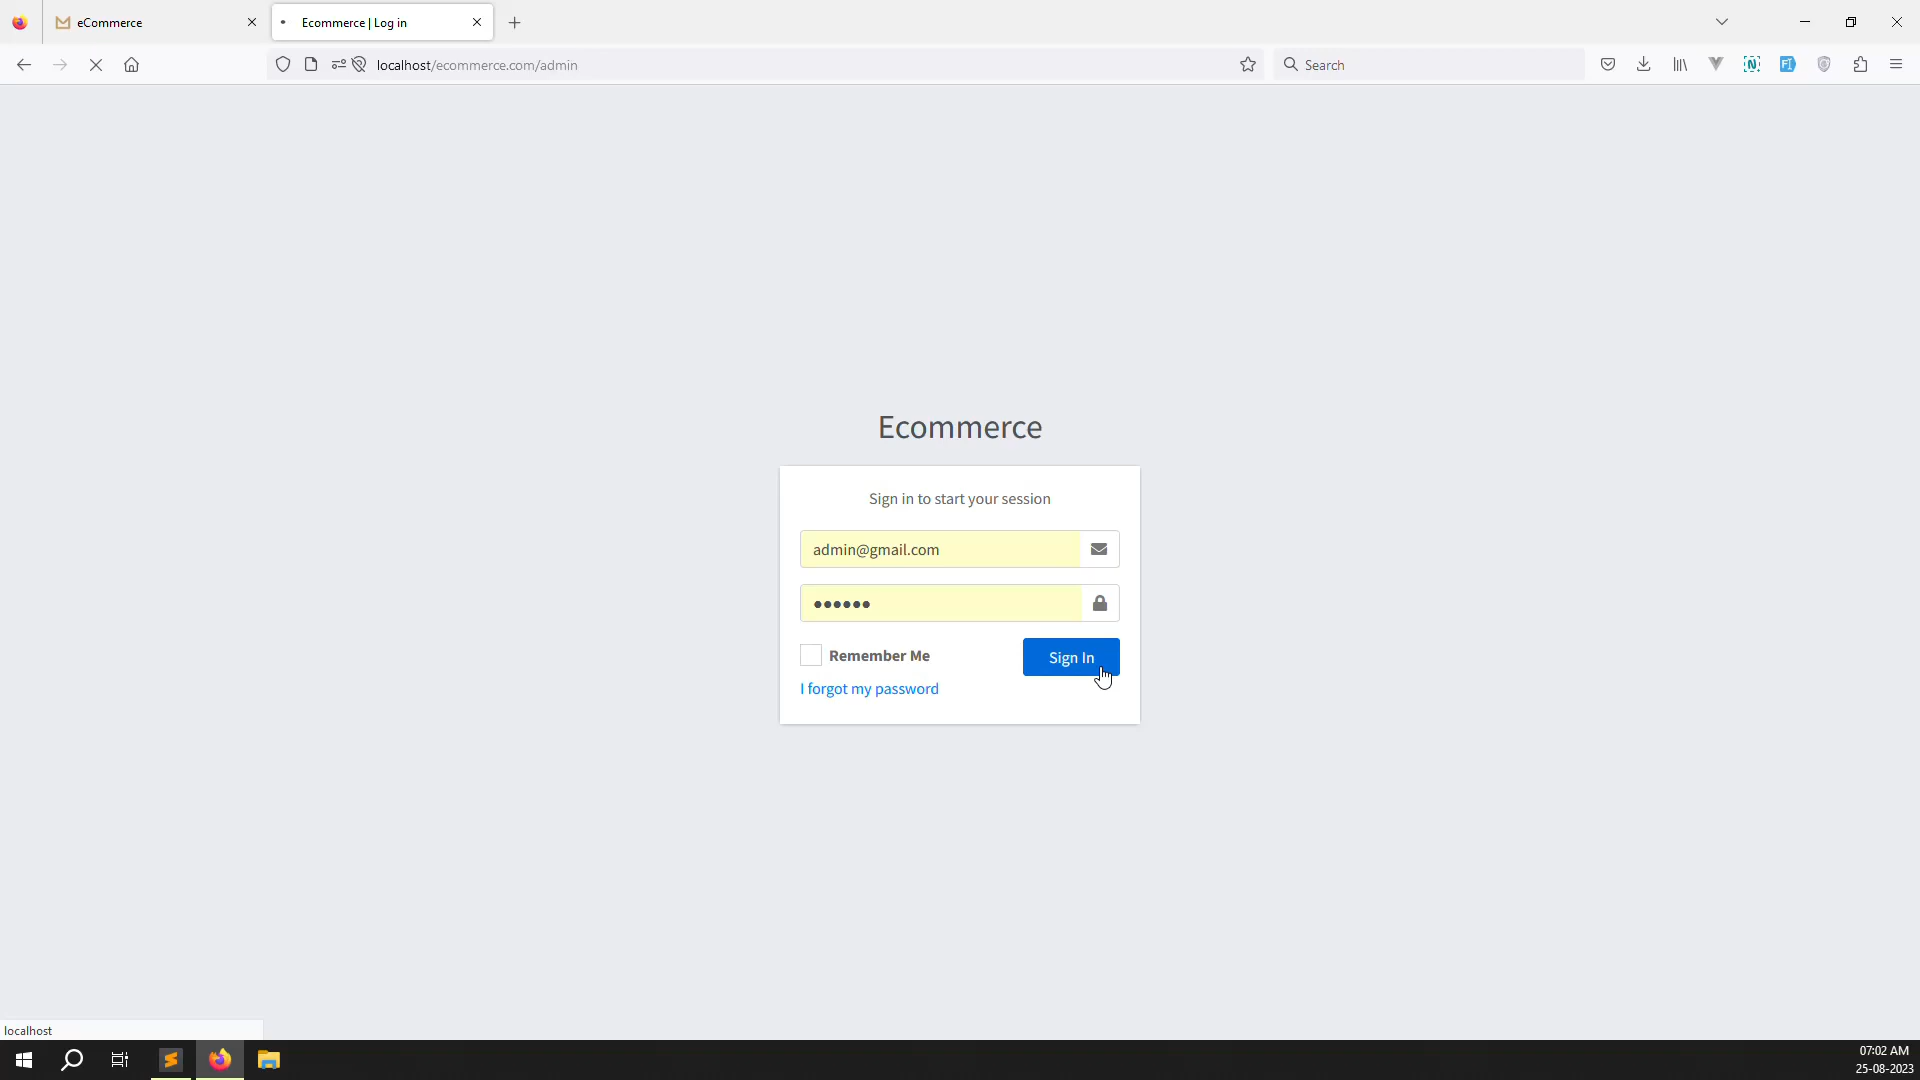 eCommerce
Ecommerce | Log in
localhost/ecommerce.com/admin
Search
Ecommerce
Sign in to start your session
admin@gmail.com
••••••
Remember Me
Sign In
I forgot my password
localhost
07:02 AM
25-08-2023